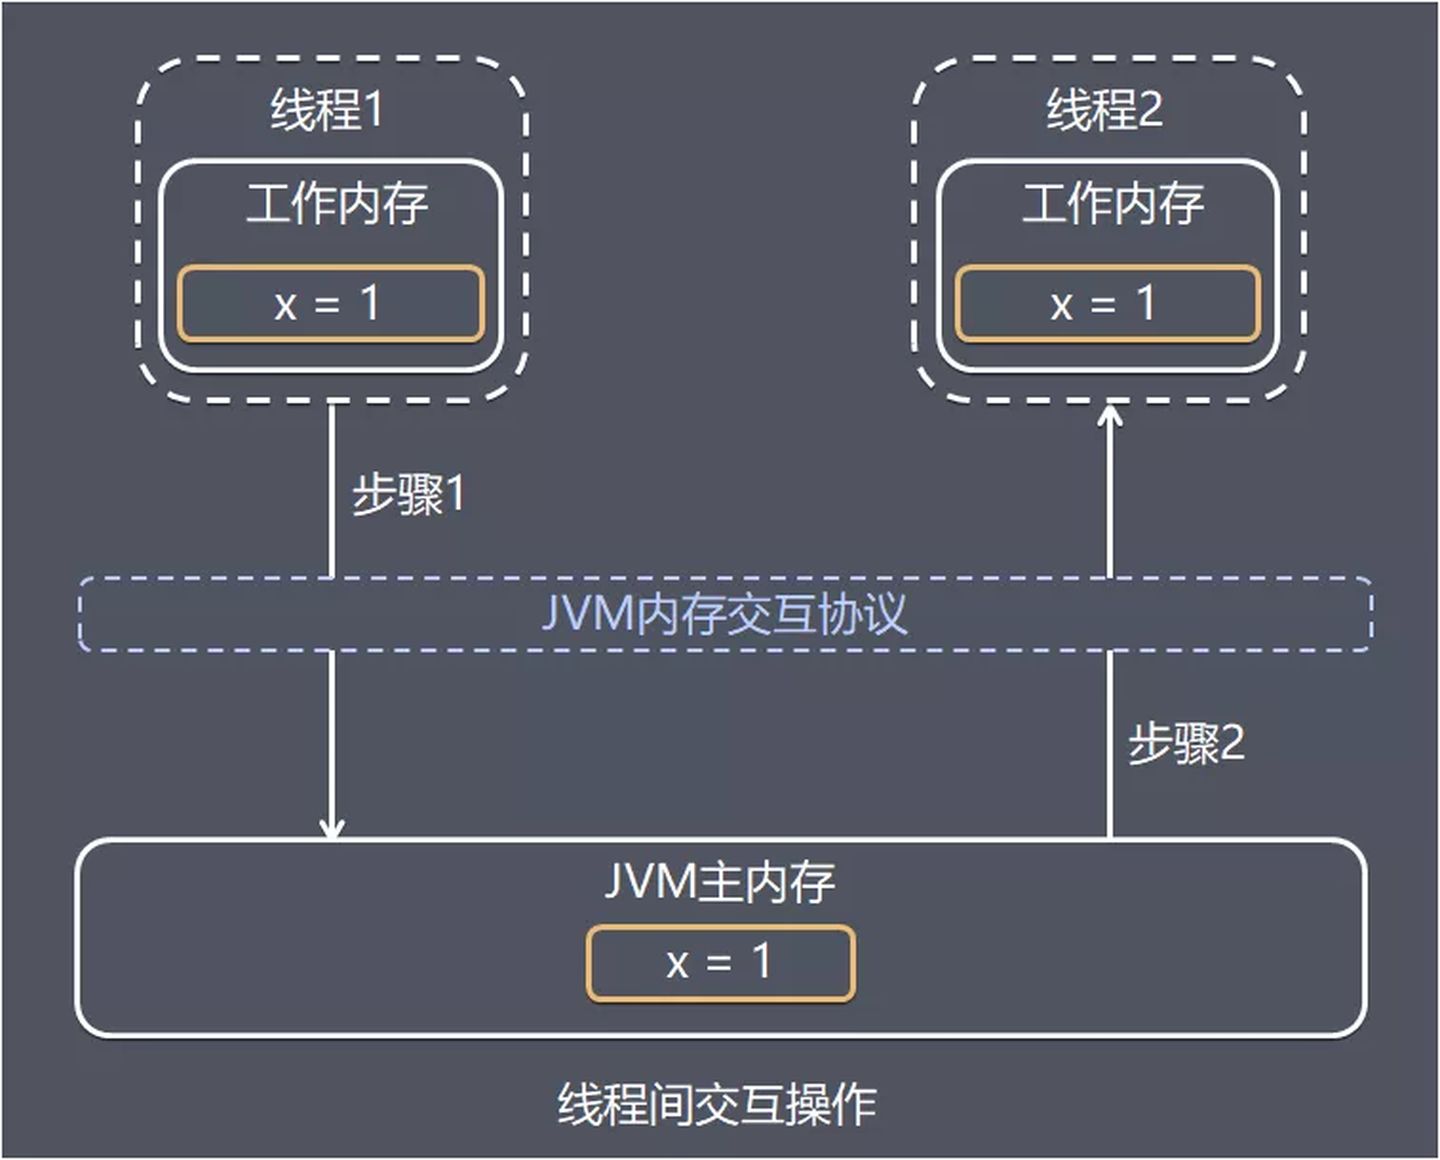 线程1
工作内存
x = 1
线程2
工作内存
x = 1
步骤1
JVM内存交互协议
步骤2
JVM主内存
x = 1
线程间交互操作